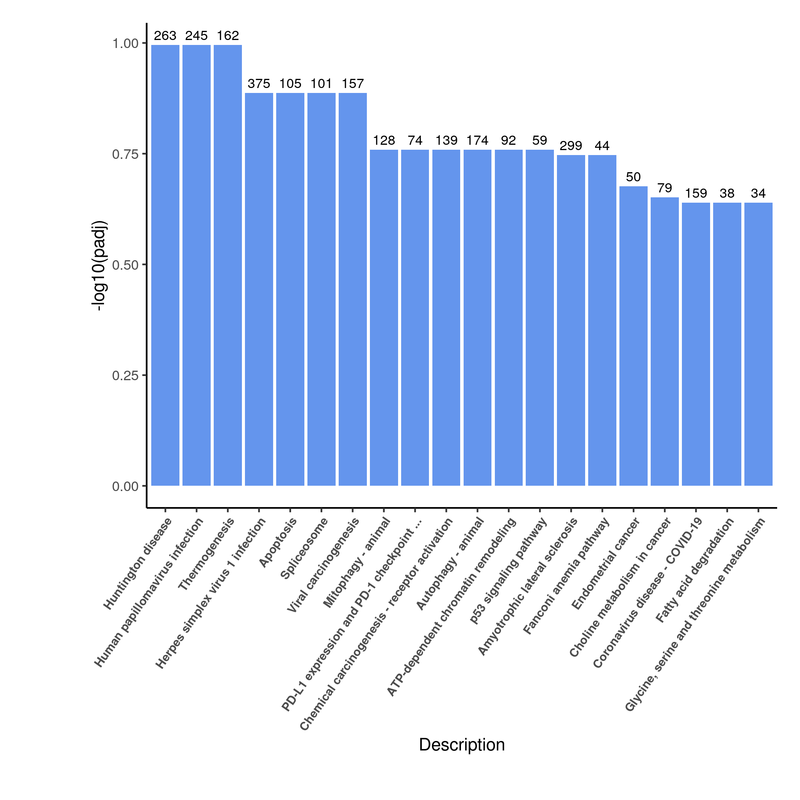 263 245 162 375 105 101 157 128 74 139 174 92 59 299 44 50 79 159 38 34
1.00
0.75
0.50
0.25
0.00
-log10(padj)
Huntington disease
Human papillomavirus infection
Thermogenesis
Herpes simplex virus 1 infection
Apoptosis
Spliceosome
Viral carcinogenesis
Mitophagy - animal
PD-L1 expression and PD-1 checkpoint ...
Chemical carcinogenesis - receptor activation
Autophagy - animal
ATP-dependent chromatin remodeling
p53 signaling pathway
Amyotrophic lateral sclerosis
Fanconi anemia pathway
Endometrial cancer
Choline metabolism in cancer
Coronavirus disease - COVID-19
Fatty acid degradation
Glycine, serine and threonine metabolism
Description